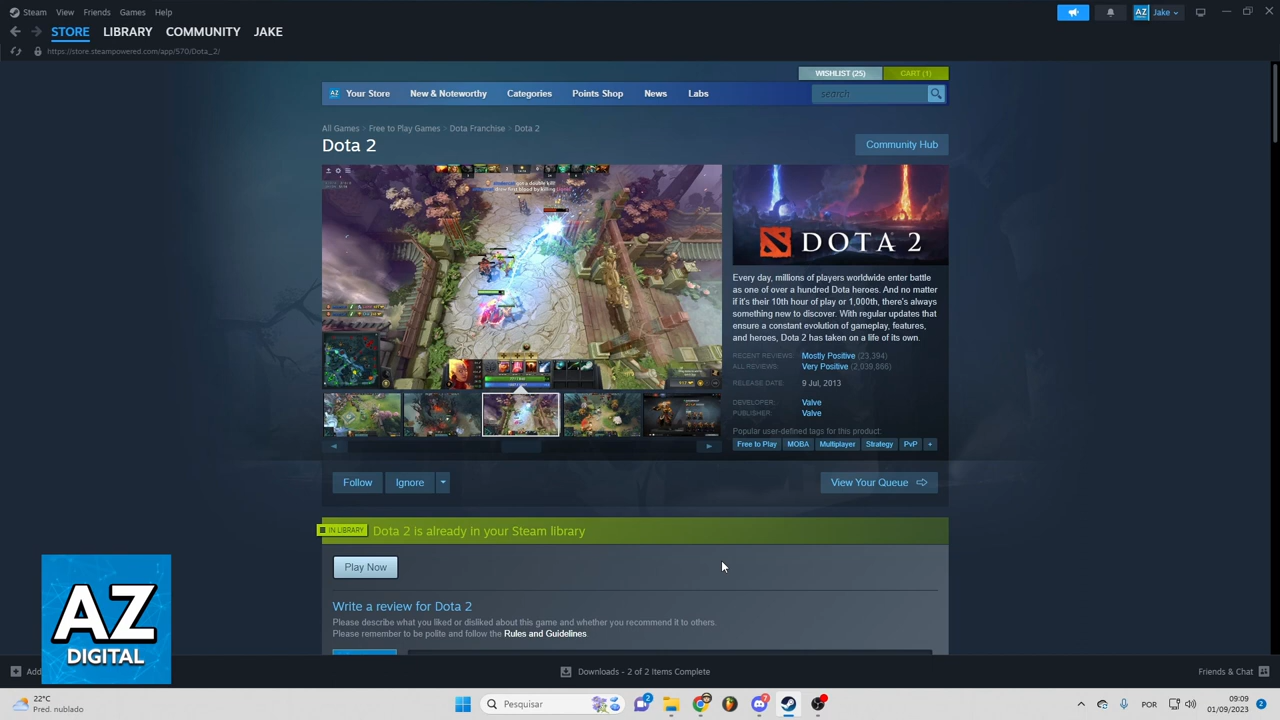 Steam View Friends Games Help
AZ Jake
STORE LIBRARY COMMUNITY JAKE
https://store.steampowered.com/app/570/Dota_2/
WISHLIST (25) CART (1)
AZ Your Store New & Noteworthy Categories Points Shop News Labs search
All Games > Free to Play Games > Dota Franchise > Dota 2
Dota 2
Community Hub
DOTA 2
Every day, millions of players worldwide enter battle
as one of over a hundred Dota heroes. And no matter
if it's their 10th hour of play or 1,000th, there's always
something new to discover. With regular updates that
ensure a constant evolution of gameplay, features,
and heroes, Dota 2 has taken on a life of its own.
RECENT REVIEWS: Mostly Positive (23,394)
ALL REVIEWS: Very Positive (2,039,866)
RELEASE DATE: 9 Jul, 2013
DEVELOPER: Valve
PUBLISHER: Valve
Popular user-defined tags for this product:
Free to Play MOBA Multiplayer Strategy PvP +
Follow Ignore View Your Queue
IN LIBRARY Dota 2 is already in your Steam library
Play Now
Write a review for Dota 2
Please describe what you liked or disliked about this game and whether you recommend it to others.
Please remember to be polite and follow the Rules and Guidelines.
AZ
DIGITAL
Add Downloads - 2 of 2 Items Complete Friends & Chat
22°C
Pred. nublado
Pesquisar
2
7
POR
09:09
01/09/2023
2